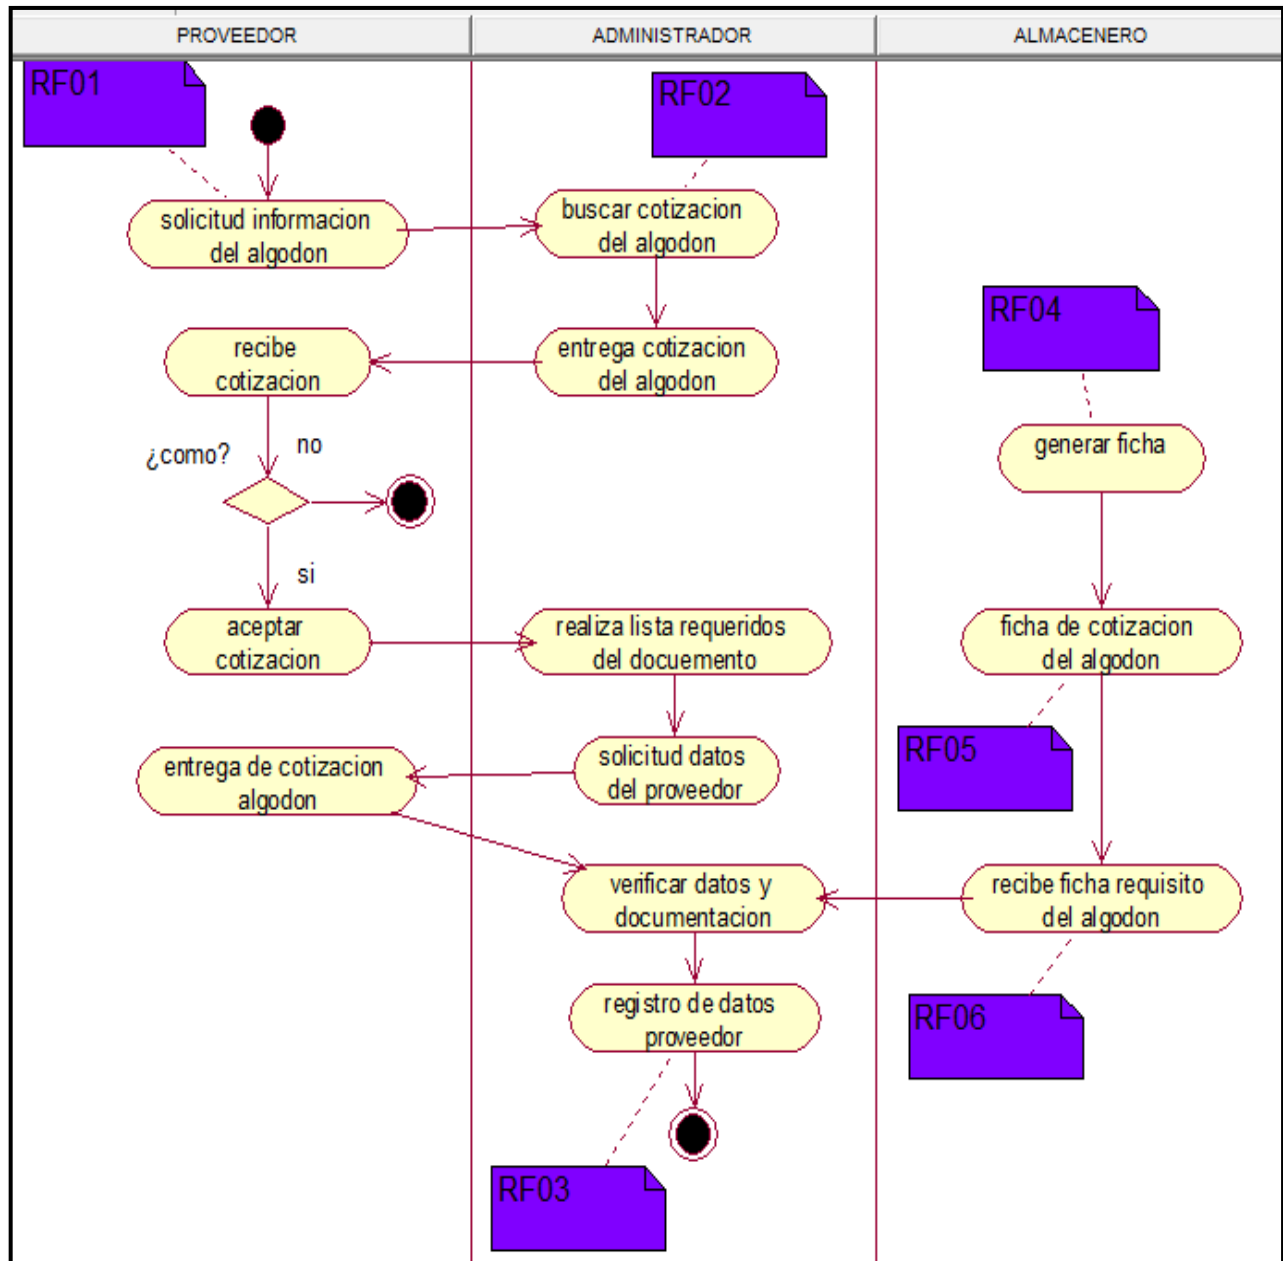 PROVEEDOR
ADMINISTRADOR
ALMACENERO
RF01
RF02
solicitud informacion
del algodon
buscar cotizacion
del algodon
RF04
recibe
cotizacion
entrega cotizacion
del algodon
¿como?
no
generar ficha
si
aceptar
cotizacion
realiza lista requeridos
del docuemento
ficha de cotizacion
del algodon
entrega de cotizacion
algodon
solicitud datos
del proveedor
RF05
verificar datos y
documentacion
recibe ficha requisito
del algodon
registro de datos
proveedor
RF06
RF03